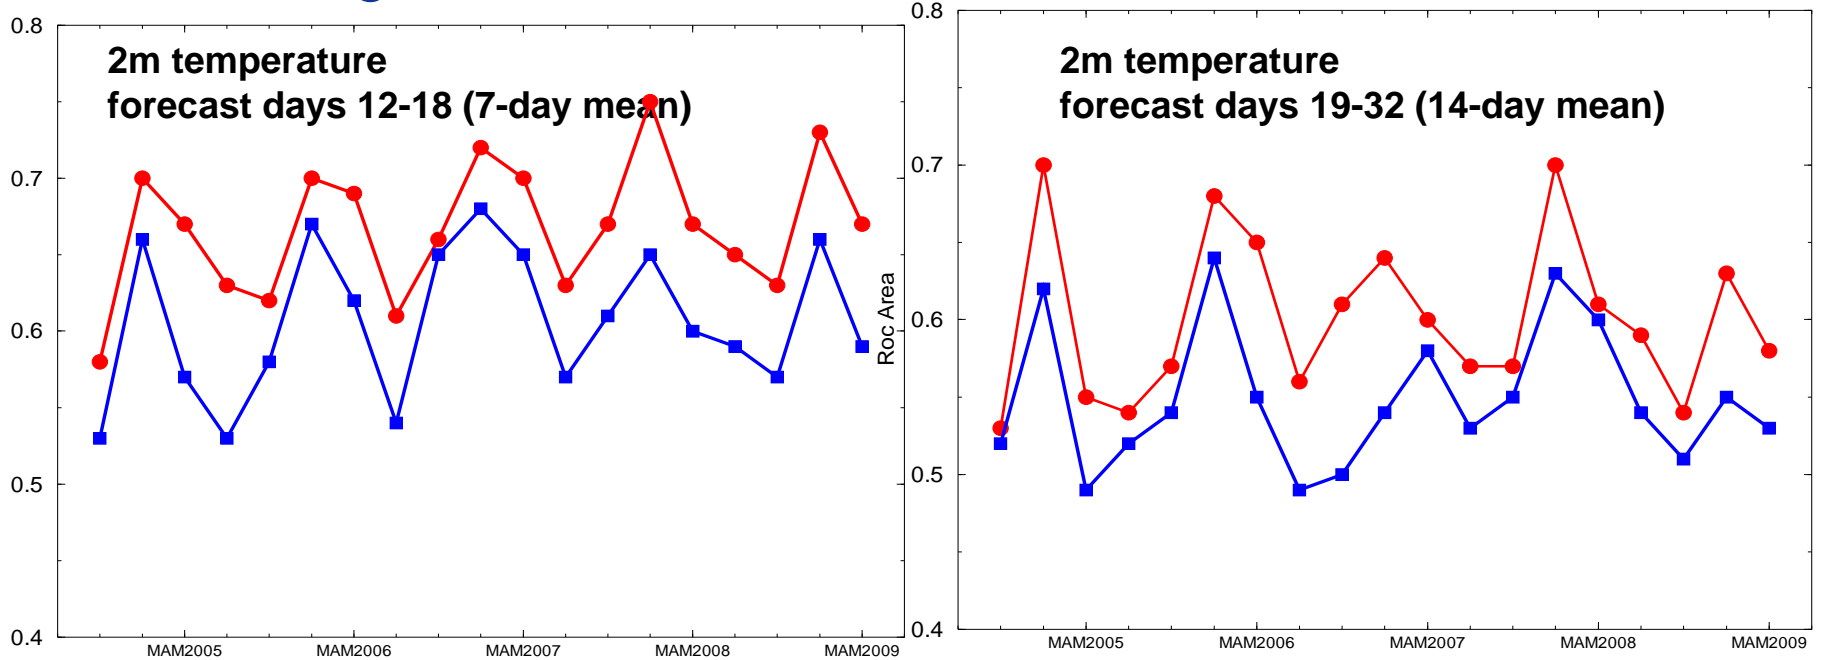 2m temperature
forecast days 12-18 (7-day mean)
0.8
0.7
0.6
0.5
0.4
MAM2005 MAM2006 MAM2007 MAM2008 MAM2009
2m temperature
forecast days 19-32 (14-day mean)
Roc Area
0.8
0.7
0.6
0.5
0.4
MAM2005 MAM2006 MAM2007 MAM2008 MAM2009